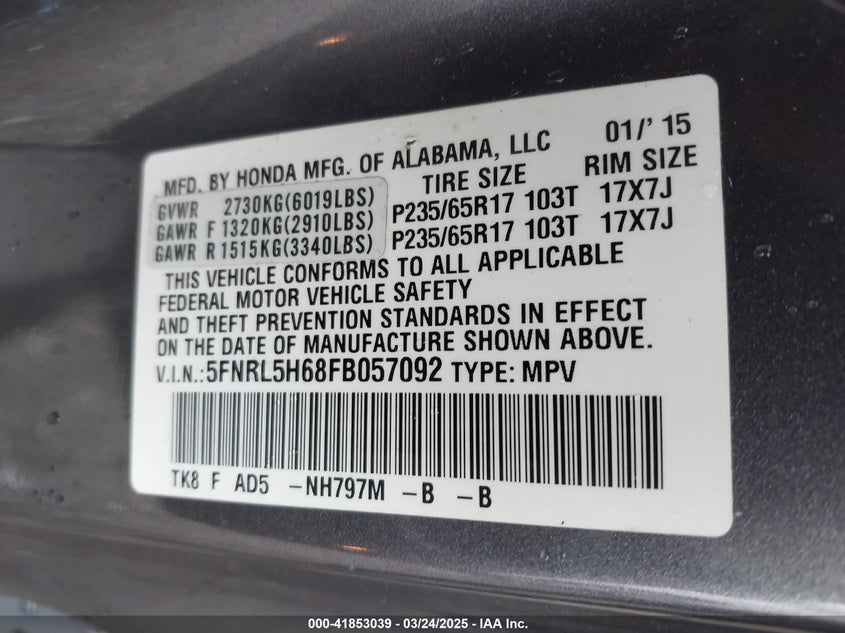 MFD. BY HONDA MFG. OF ALABAMA, LLC 01/' 15
TIRE SIZE RIM SIZE
GVWR 2730KG(6019LBS)
GAWR F 1320KG(2910LBS) P235/65R17 103T 17X7J
GAWR R 1515KG(3340LBS) P235/65R17 103T 17X7J
THIS VEHICLE CONFORMS TO ALL APPLICABLE
FEDERAL MOTOR VEHICLE SAFETY
AND THEFT PREVENTION STANDARDS IN EFFECT
ON THE DATE OF MANUFACTURE SHOWN ABOVE.
V.I.N.:5FNRL5H68FB057092 TYPE: MPV
TK8 F AD5 -NH797M -B -B
000-41853039 - 03/24/2025 - IAA Inc.